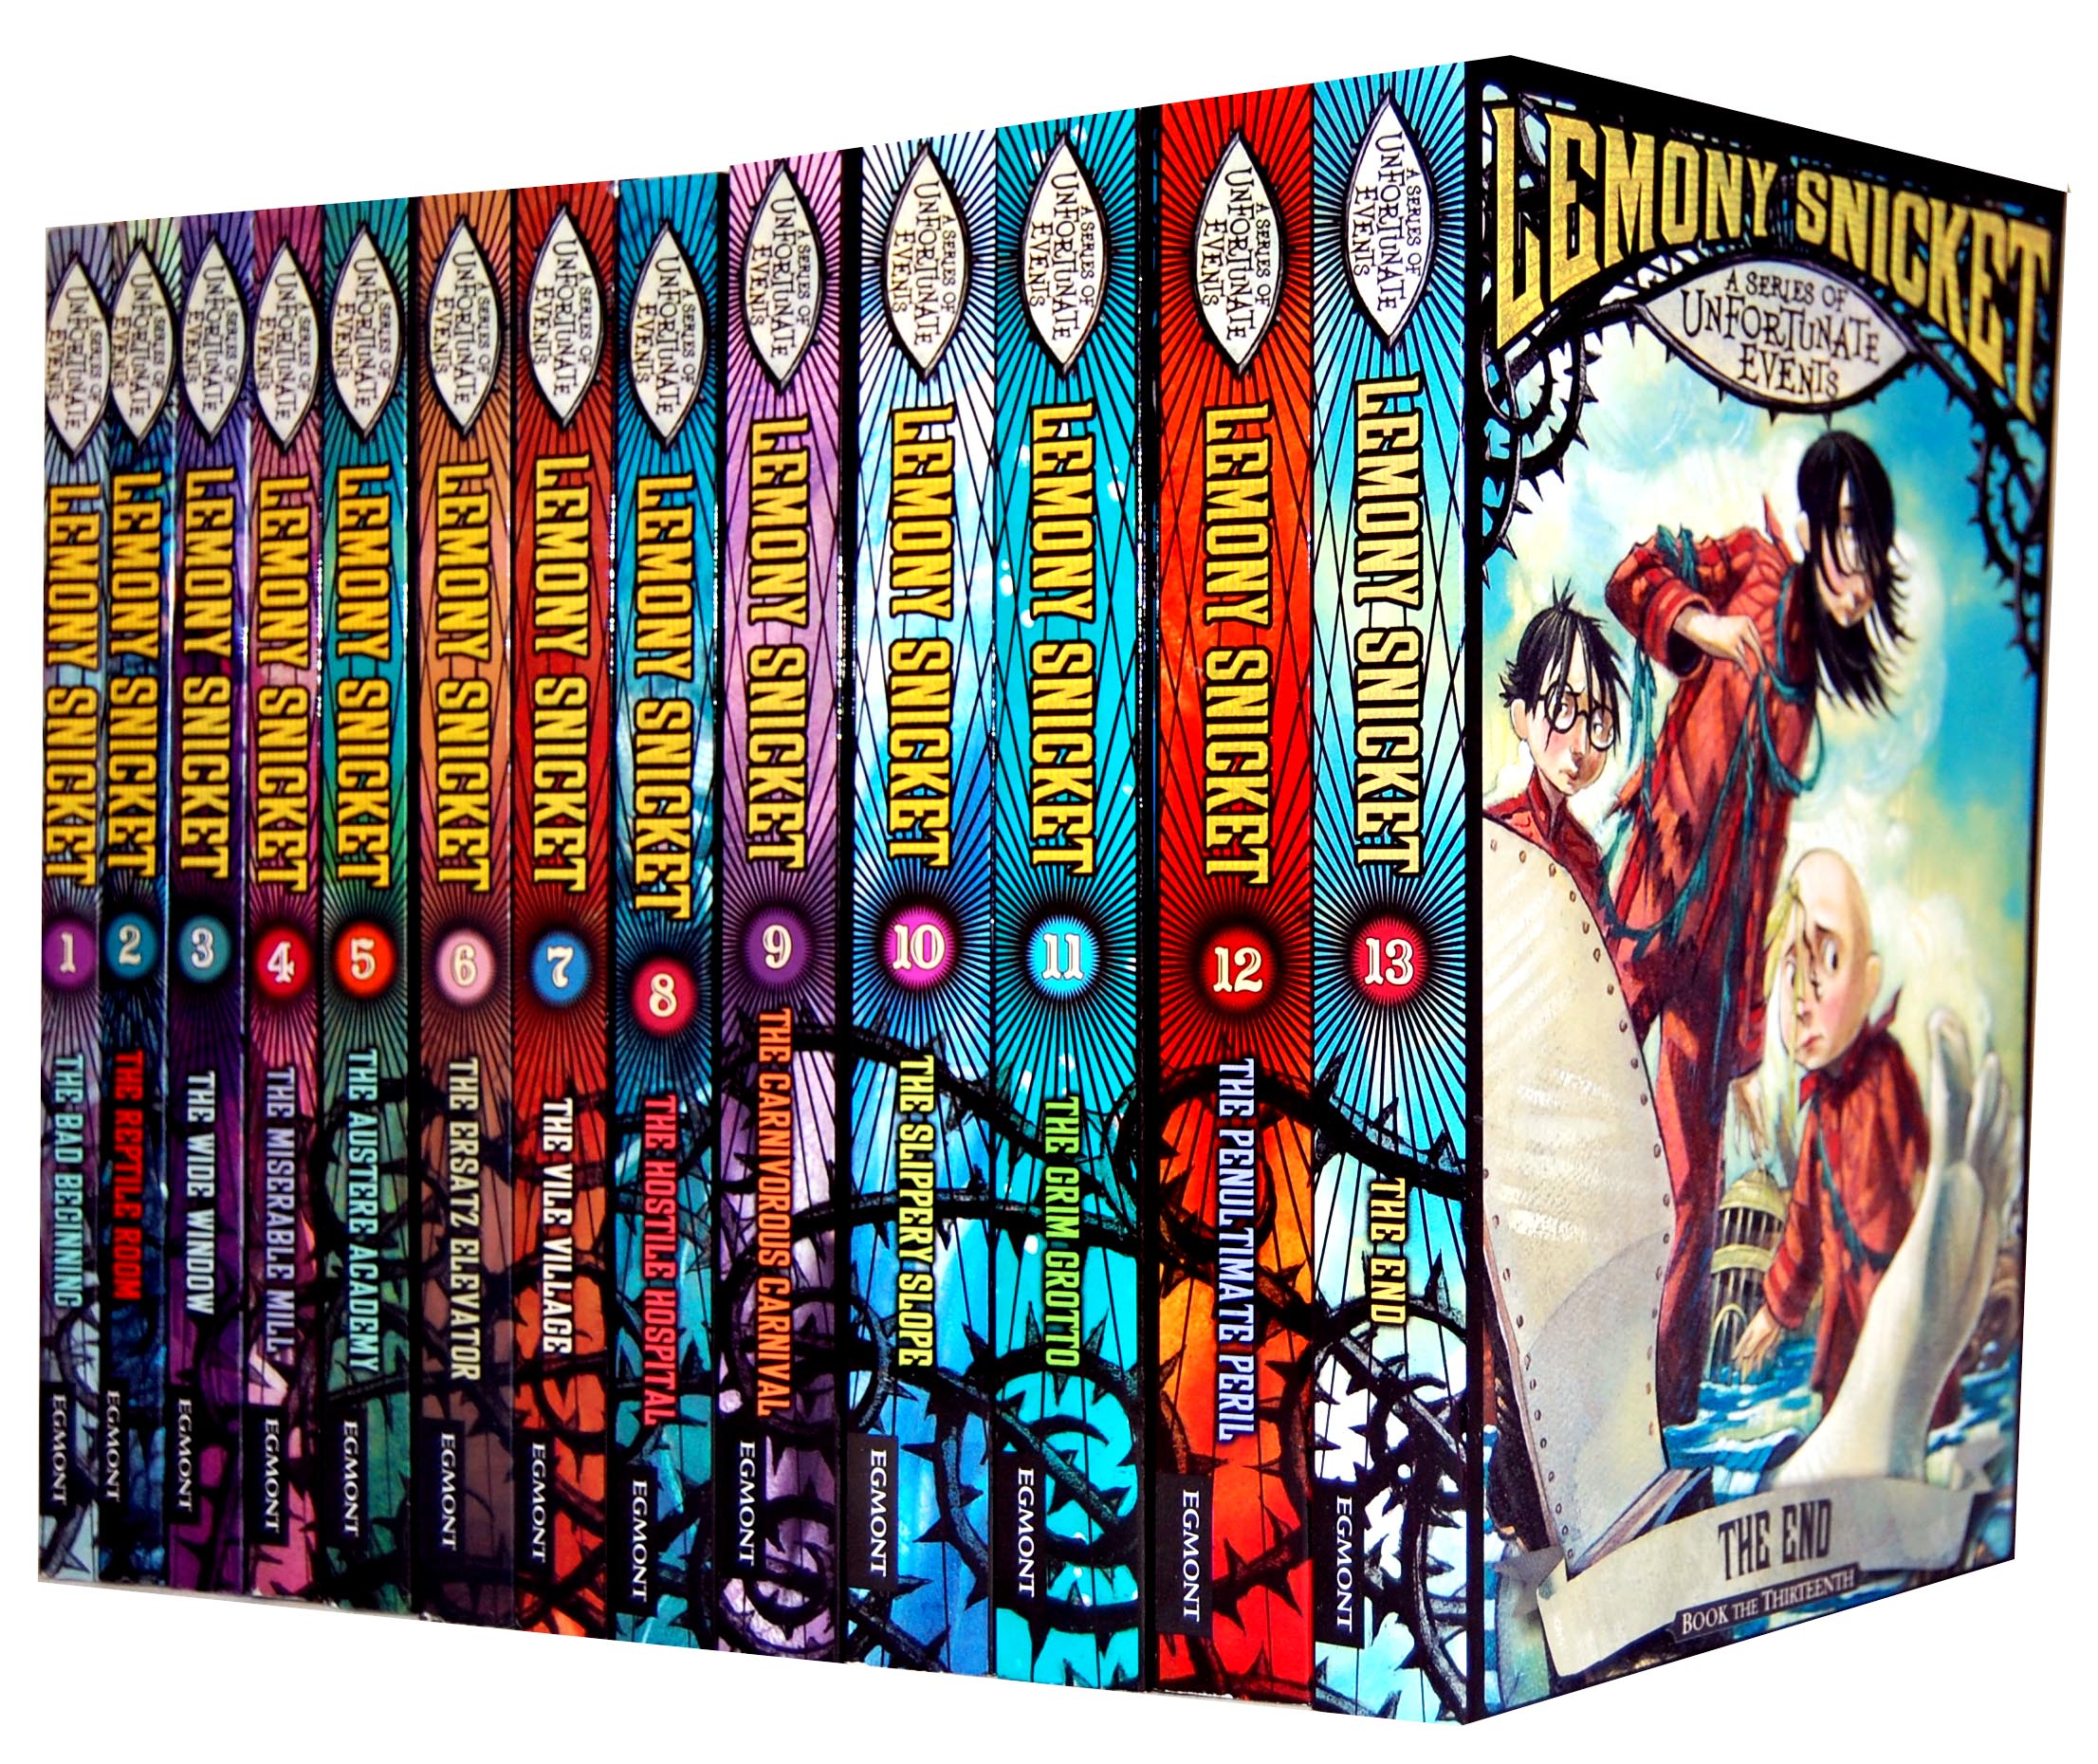 A SERIES OF
UNFORTUNATE
EVENTS
LEMONY SNICKET
1
THE BAD BEGINNING
EGMONT
A SERIES OF
UNFORTUNATE
EVENTS
LEMONY SNICKET
2
THE REPTILE ROOM
EGMONT
A SERIES OF
UNFORTUNATE
EVENTS
LEMONY SNICKET
3
THE WIDE WINDOW
EGMONT
A SERIES OF
UNFORTUNATE
EVENTS
LEMONY SNICKET
4
THE MISERABLE MILL
EGMONT
A SERIES OF
UNFORTUNATE
EVENTS
LEMONY SNICKET
5
THE AUSTERE ACADEMY
EGMONT
A SERIES OF
UNFORTUNATE
EVENTS
LEMONY SNICKET
6
THE ERSATZ ELEVATOR
EGMONT
A SERIES OF
UNFORTUNATE
EVENTS
LEMONY SNICKET
7
THE VILE VILLAGE
EGMONT
A SERIES OF
UNFORTUNATE
EVENTS
LEMONY SNICKET
8
THE HOSTILE HOSPITAL
EGMONT
A SERIES OF
UNFORTUNATE
EVENTS
LEMONY SNICKET
9
THE CARNIVOROUS CARNIVAL
EGMONT
A SERIES OF
UNFORTUNATE
EVENTS
LEMONY SNICKET
10
THE SLIPPERY SLOPE
EGMONT
A SERIES OF
UNFORTUNATE
EVENTS
LEMONY SNICKET
11
THE GRIM GROTTO
EGMONT
A SERIES OF
UNFORTUNATE
EVENTS
LEMONY SNICKET
12
THE PENULTIMATE PERIL
EGMONT
A SERIES OF
UNFORTUNATE
EVENTS
LEMONY SNICKET
13
THE END
EGMONT
LEMONY SNICKET
A SERIES OF
UNFORTUNATE
EVENTS
THE END
BOOK THE THIRTEENTH